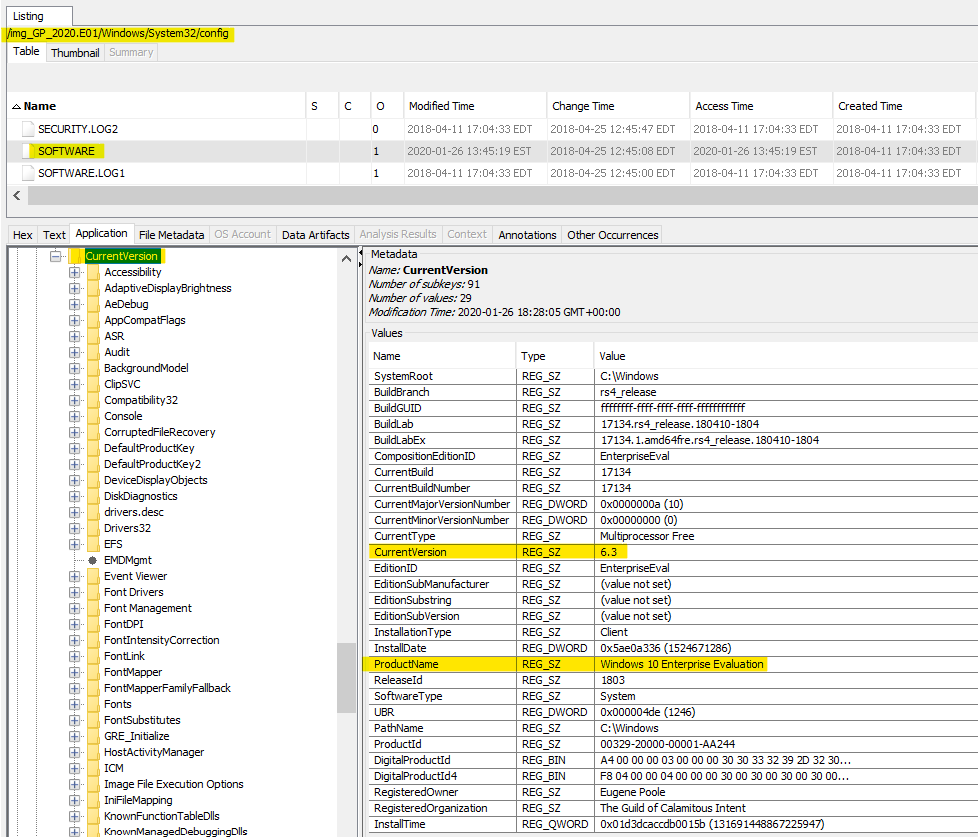 Listing
/img_GP_2020.E01/Windows/System32/config
Table Thumbnail Summary
Name S C O Modified Time Change Time Access Time Created Time
SECURITY.LOG2 0 2018-04-11 17:04:33 EDT 2018-04-25 12:45:47 EDT 2018-04-11 17:04:33 EDT 2018-04-11 17:04:33 EDT
SOFTWARE 1 2020-01-26 13:45:19 EST 2018-04-25 12:45:08 EDT 2020-01-26 13:45:19 EST 2018-04-11 17:04:33 EDT
SOFTWARE.LOG1 1 2018-04-11 17:04:33 EDT 2018-04-25 12:45:00 EDT 2018-04-11 17:04:33 EDT 2018-04-11 17:04:33 EDT
Hex Text Application File Metadata OS Account Data Artifacts Analysis Results Context Annotations Other Occurrences
CurrentVersion
Accessibility
AdaptiveDisplayBrightness
AeDebug
AppCompatFlags
ASR
Audit
BackgroundModel
ClipSVC
Compatibility32
Console
CorruptedFileRecovery
DefaultProductKey
DefaultProductKey2
DeviceDisplayObjects
DiskDiagnostics
drivers.desc
Drivers32
EFS
EMDMgmt
Event Viewer
Font Drivers
Font Management
FontDPI
FontIntensityCorrection
FontLink
FontMapper
FontMapperFamilyFallback
Fonts
FontSubstitutes
GRE_Initialize
HostActivityManager
ICM
Image File Execution Options
IniFileMapping
KnownFunctionTableDlls
KnownManagedDebuggingDlls
Metadata
Name: CurrentVersion
Number of subkeys: 91
Number of values: 29
Modification Time: 2020-01-26 18:28:05 GMT+00:00
Values
Name Type Value
SystemRoot REG_SZ C:\Windows
BuildBranch REG_SZ rs4_release
BuildGUID REG_SZ ffffffff-ffff-ffff-ffff-ffffffffffff
BuildLab REG_SZ 17134.rs4_release.180410-1804
BuildLabEx REG_SZ 17134.1.amd64fre.rs4_release.180410-1804
CompositionEditionID REG_SZ EnterpriseEval
CurrentBuild REG_SZ 17134
CurrentBuildNumber REG_SZ 17134
CurrentMajorVersionNumber REG_DWORD 0x0000000a (10)
CurrentMinorVersionNumber REG_DWORD 0x00000000 (0)
CurrentType REG_SZ Multiprocessor Free
CurrentVersion REG_SZ 6.3
EditionID REG_SZ EnterpriseEval
EditionSubManufacturer REG_SZ (value not set)
EditionSubstring REG_SZ (value not set)
EditionSubVersion REG_SZ (value not set)
InstallationType REG_SZ Client
InstallDate REG_DWORD 0x5ae0a336 (1524671286)
ProductName REG_SZ Windows 10 Enterprise Evaluation
ReleaseId REG_SZ 1803
SoftwareType REG_SZ System
UBR REG_DWORD 0x000004de (1246)
PathName REG_SZ C:\Windows
ProductId REG_SZ 00329-20000-00001-AA244
DigitalProductId REG_BIN A4 00 00 00 03 00 00 00 30 30 33 32 39 2D 32 30...
DigitalProductId4 REG_BIN F8 04 00 00 04 00 00 00 30 00 30 00 30 00 30 00...
RegisteredOwner REG_SZ Eugene Poole
RegisteredOrganization REG_SZ The Guild of Calamitous Intent
InstallTime REG_QWORD 0x01d3dcaccdb0015b (131691448867225947)